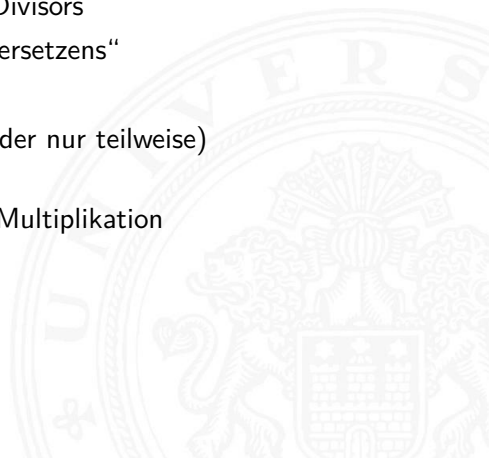 Divisors
ersetzens“
der nur teilweise)
Multiplikation
U N I V E R S